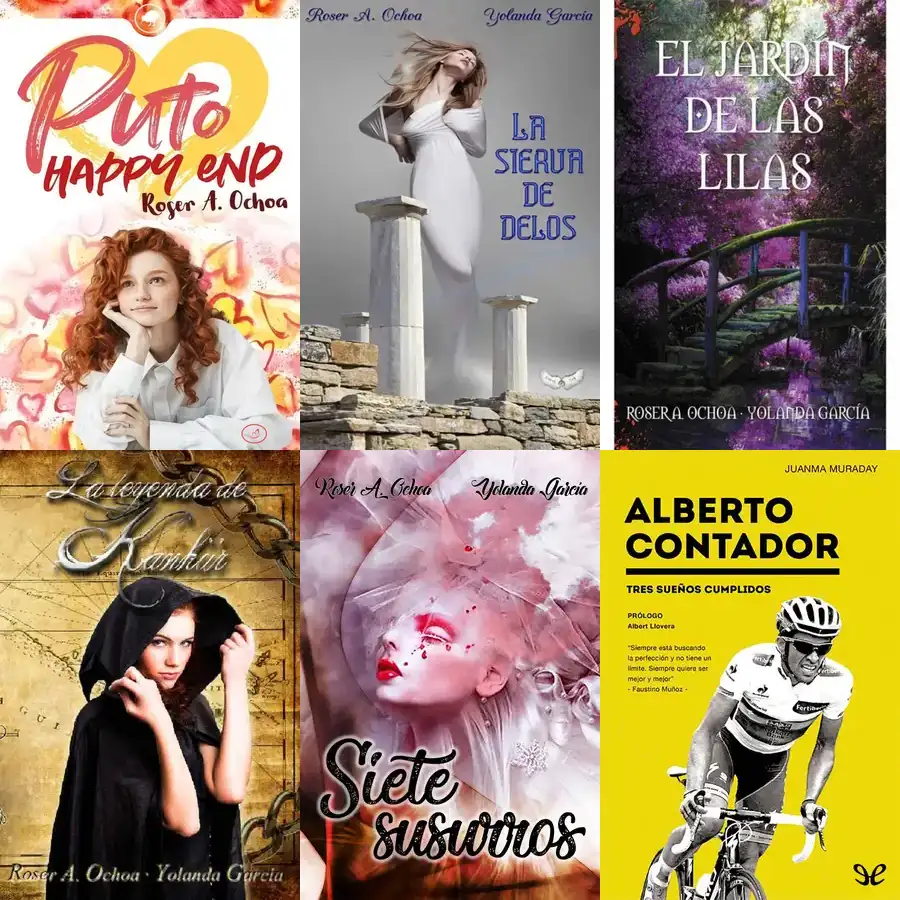 Puto
HAPPY END
Roser A. Ochoa
Roser A. Ochoa
Yolanda García
LA
SIERVA
DE
DELOS
EL JARDÍN
DE LAS
LILAS
ROSER A. OCHOA · YOLANDA GARCÍA
La leyenda de
Kanhür
Roser A. Ochoa · Yolanda García
Roser A. Ochoa
Yolanda García
Siete
susurros
JUANMA MURADAY
ALBERTO
CONTADOR
TRES SUEÑOS CUMPLIDOS
PRÓLOGO
Albert Llovera
"Siempre está buscando
la perfección y no tiene un
límite. Siempre quiere ser
mejor y mejor"
- Faustino Muñoz -
Fertiber